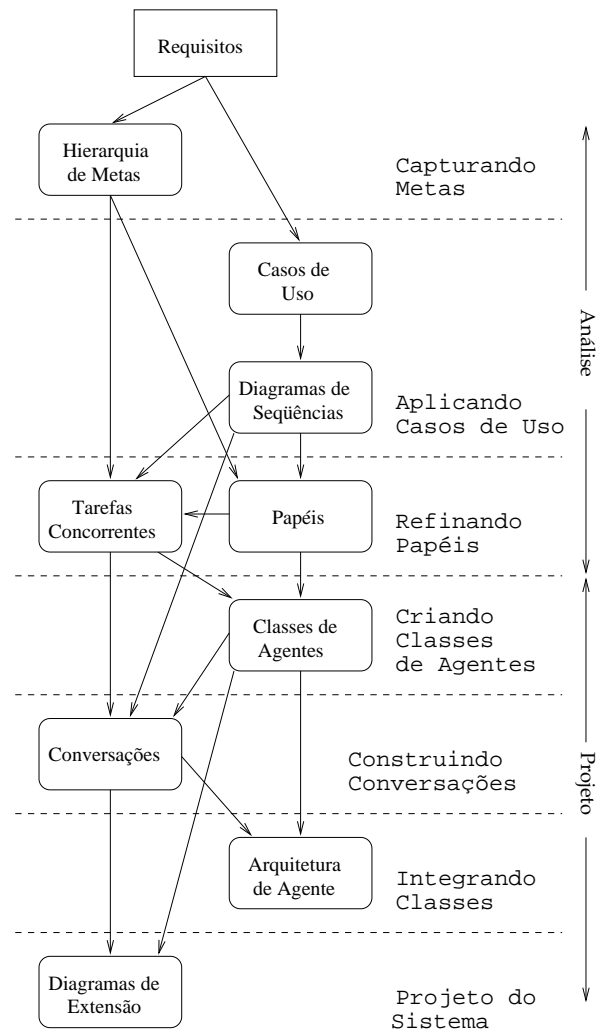 Requisitos
Hierarquia
de Metas
Capturando
Metas
Casos de
Uso
Análise
Diagramas de
Seqüências
Aplicando
Casos de Uso
Tarefas
Concorrentes
Papéis
Refinando
Papéis
Classes de
Agentes
Criando
Classes
de Agentes
Conversações
Construindo
Conversações
Projeto
Arquitetura
de Agente
Integrando
Classes
Diagramas de
Extensão
Projeto do
Sistema